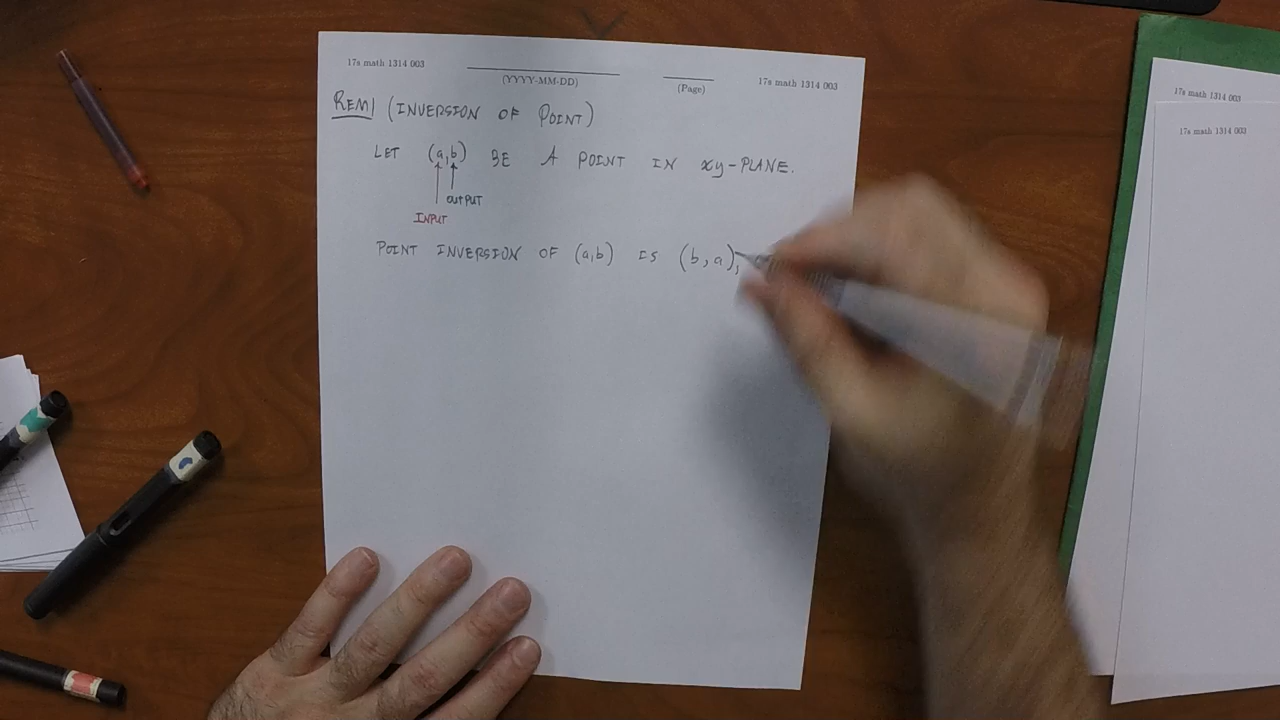 17s math 1314 003
(YYYY-MM-DD)
(Page)
17s math 1314 003
REM1 (INVERSION OF POINT)
LET (a,b) BE A POINT IN xy-PLANE.
OUTPUT
INPUT
POINT INVERSION OF (a,b) IS (b,a),
17s math 1314 003
17s math 1314 003